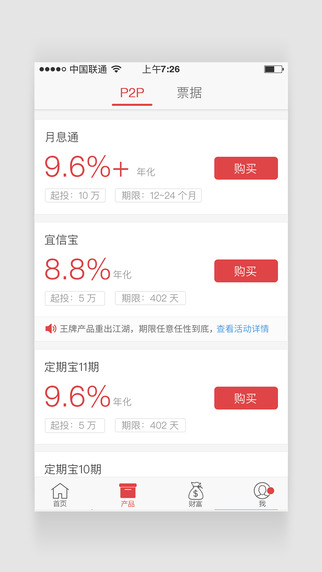 中国联通 上午7:26
P2P 票据
月息通
9.6%+ 年化
购买
起投：10 万 期限：12~24 个月
宜信宝
8.8% 年化
购买
起投：5 万 期限：402 天
王牌产品重出江湖，期限任意任性到底，查看活动详情
定期宝11期
9.6% 年化
购买
起投：5 万 期限：402 天
定期宝10期
首页 产品 财富 我